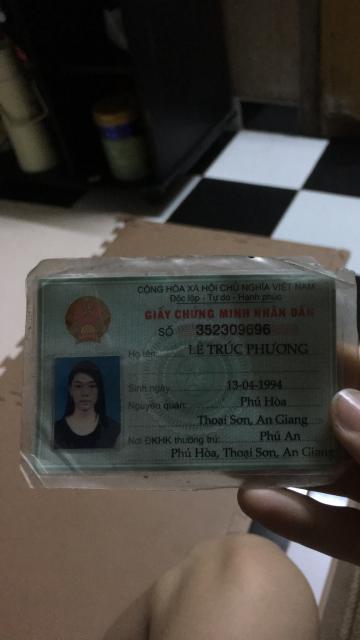 CỘNG HÒA XÃ HỘI CHỦ NGHĨA VIỆT NAM
Độc lập - Tự do - Hạnh phúc
GIẤY CHỨNG MINH NHÂN DÂN
SỐ 352309696
Họ tên: LÊ TRÚC PHƯƠNG
Sinh ngày: 13-04-1994
Nguyên quán: Phú Hòa
Thoại Sơn, An Giang
Nơi ĐKHK thường trú: Phú An
Phú Hòa, Thoại Sơn, An Giang